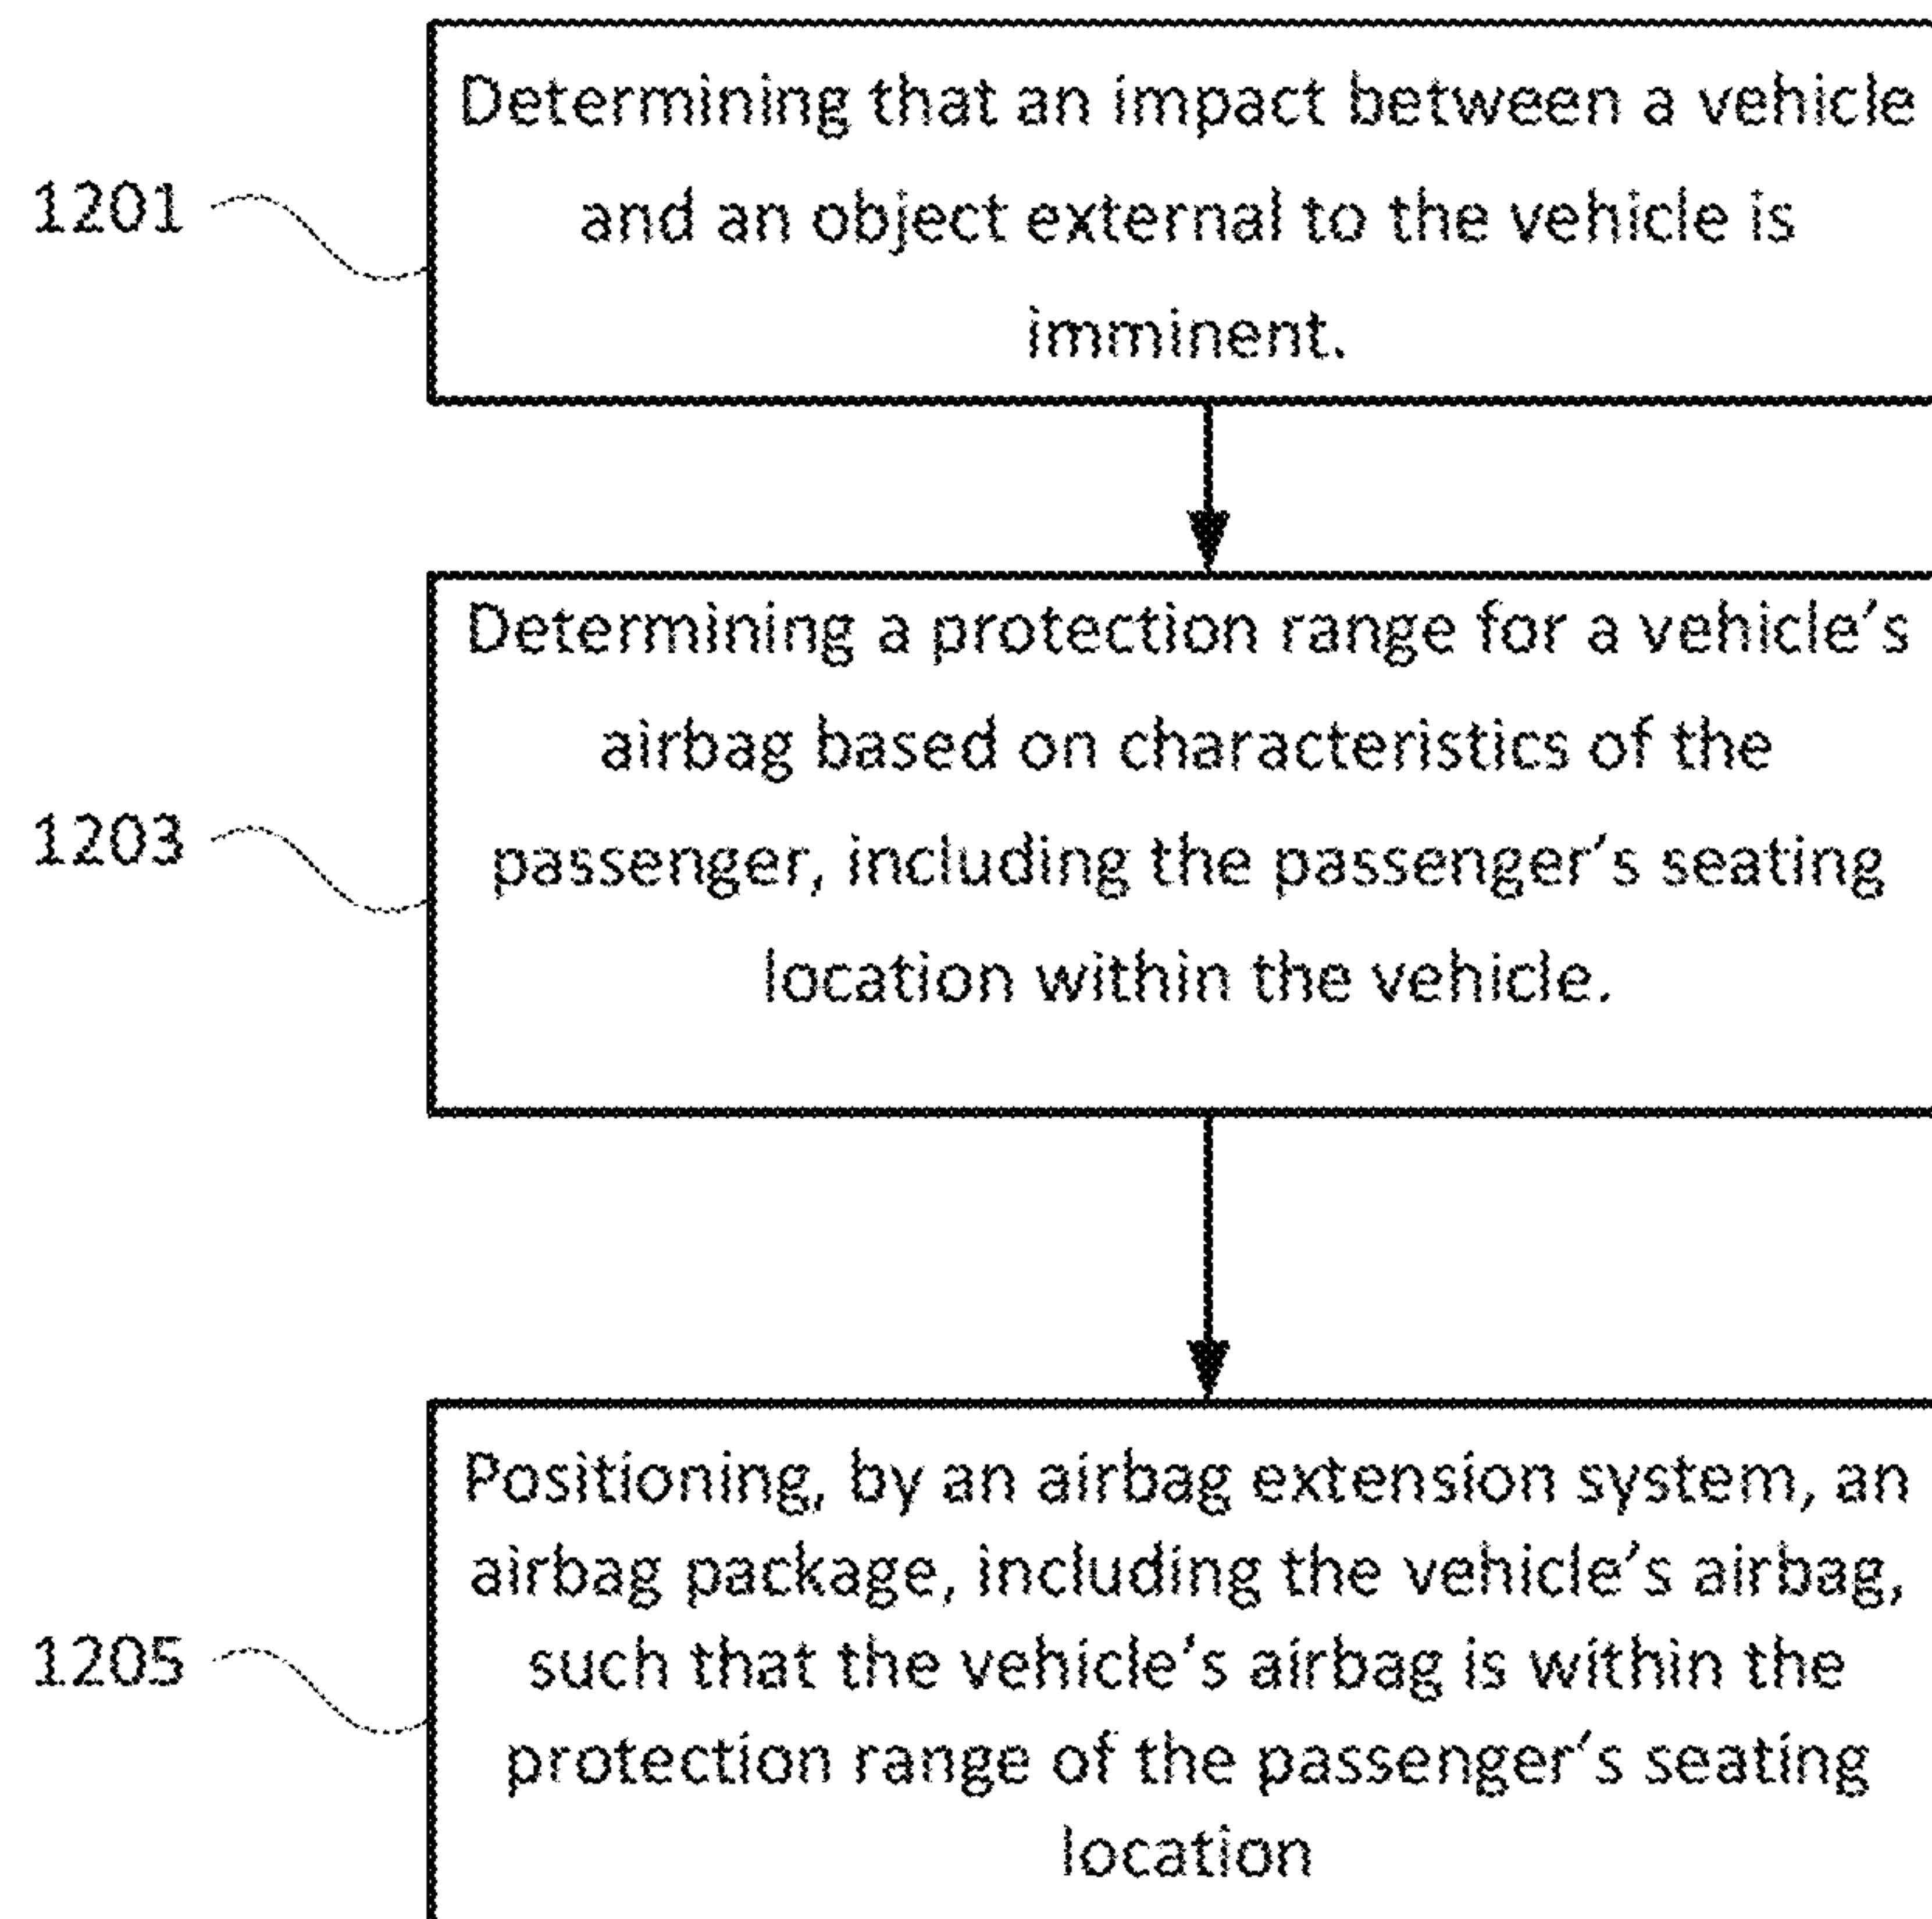 Determining that an impact between a vehicle
and an object external to the vehicle is
imminent.
1201
Determining a protection range for a vehicle's
airbag based on characteristics of the
passenger, including the passenger's seating
location within the vehicle.
1203
Positioning, by an airbag extension system, an
airbag package, including the vehicle's airbag,
such that the vehicle's airbag is within the
protection range of the passenger's seating
location
1205